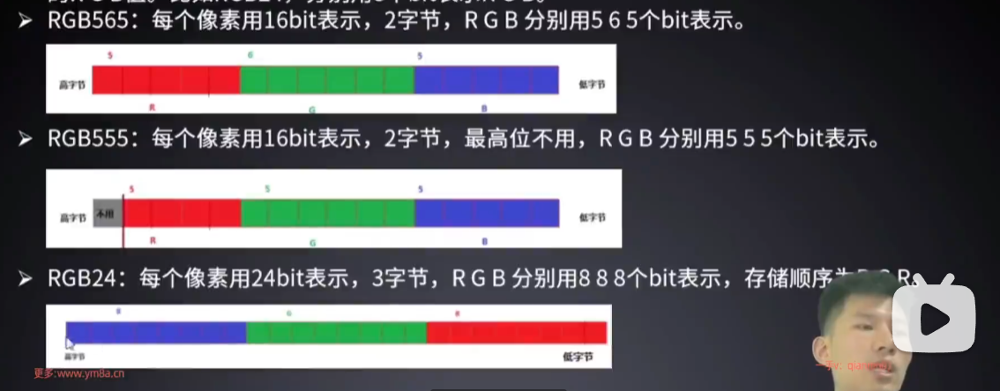 RGB565：每个像素用16bit表示，2字节，R G B 分别用5 6 5个bit表示。
5 6 5
高字节 低字节
R G B
RGB555：每个像素用16bit表示，2字节，最高位不用，R G B 分别用5 5 5个bit表示。
5 5 5
高字节 不用 低字节
R G B
RGB24：每个像素用24bit表示，3字节，R G B 分别用8 8 8个bit表示，存储顺序为
高字节 低字节
更多:www.ym8a.cn